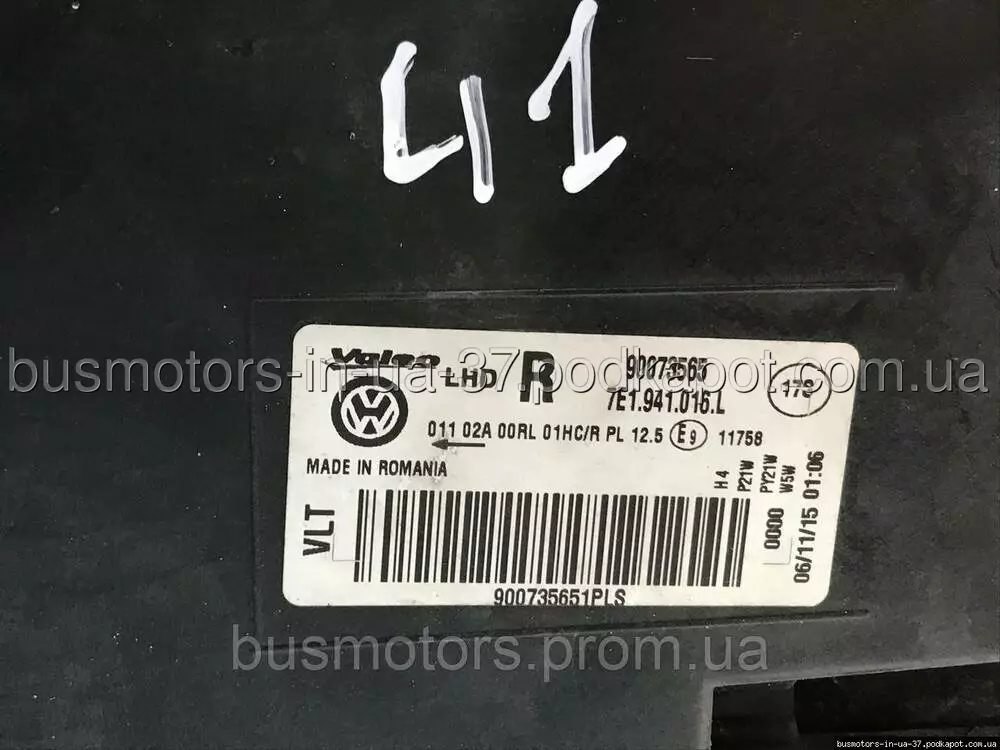 41
busmotors-in-ua-37.podkapot.com.ua
Valeo LHD R 90073565
7E1.941.016.L
178
011 02A 00RL 01HC/R PL 12.5 E9 11758
MADE IN ROMANIA
H4
P21W
PY21W
W5W
VLT
0000
06/11/15 01:06
900735651PLS
busmotors.prom.ua
busmotors-in-ua-37.podkapot.com.ua